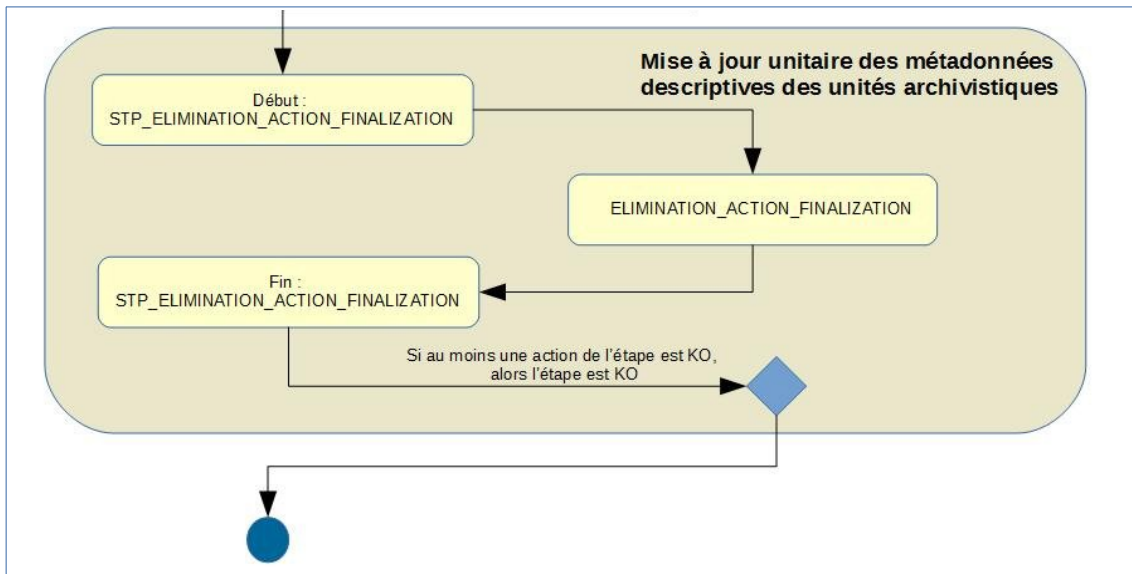 Mise à jour unitaire des métadonnées
descriptives des unités archivistiques
Début :
STP_ELIMINATION_ACTION_FINALIZATION
ELIMINATION_ACTION_FINALIZATION
Fin :
STP_ELIMINATION_ACTION_FINALIZATION
Si au moins une action de l'étape est KO,
alors l'étape est KO